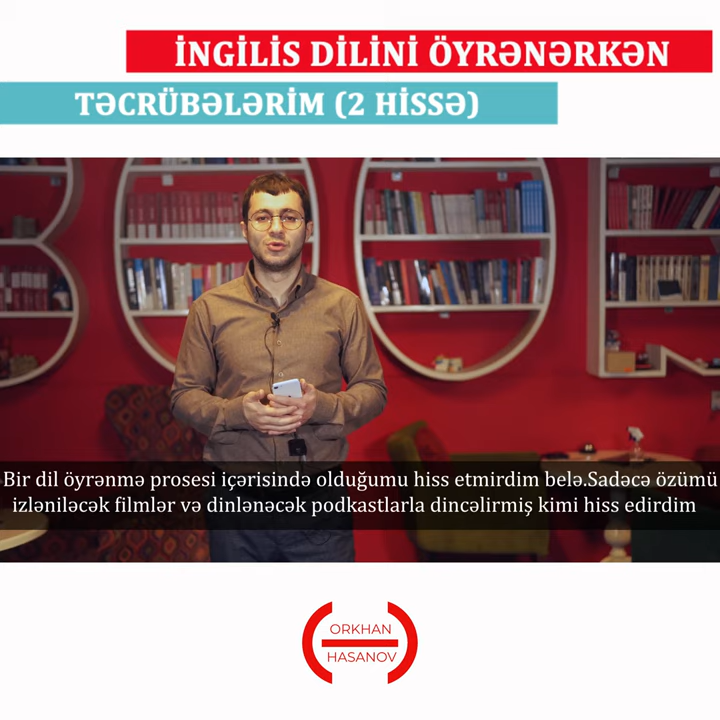 İNGİLİS DİLİNİ ÖYRƏNƏRKƏN
TƏCRÜBƏLƏRİM (2 HİSSƏ)
Bir dil öyrənmə prosesi içərisində olduğumu hiss etmirdim belə.Sadəcə özümü
izləniləcək filmlər və dinlənəcək podkastlarla dincəlirmiş kimi hiss edirdim
ORKHAN
HASANOV